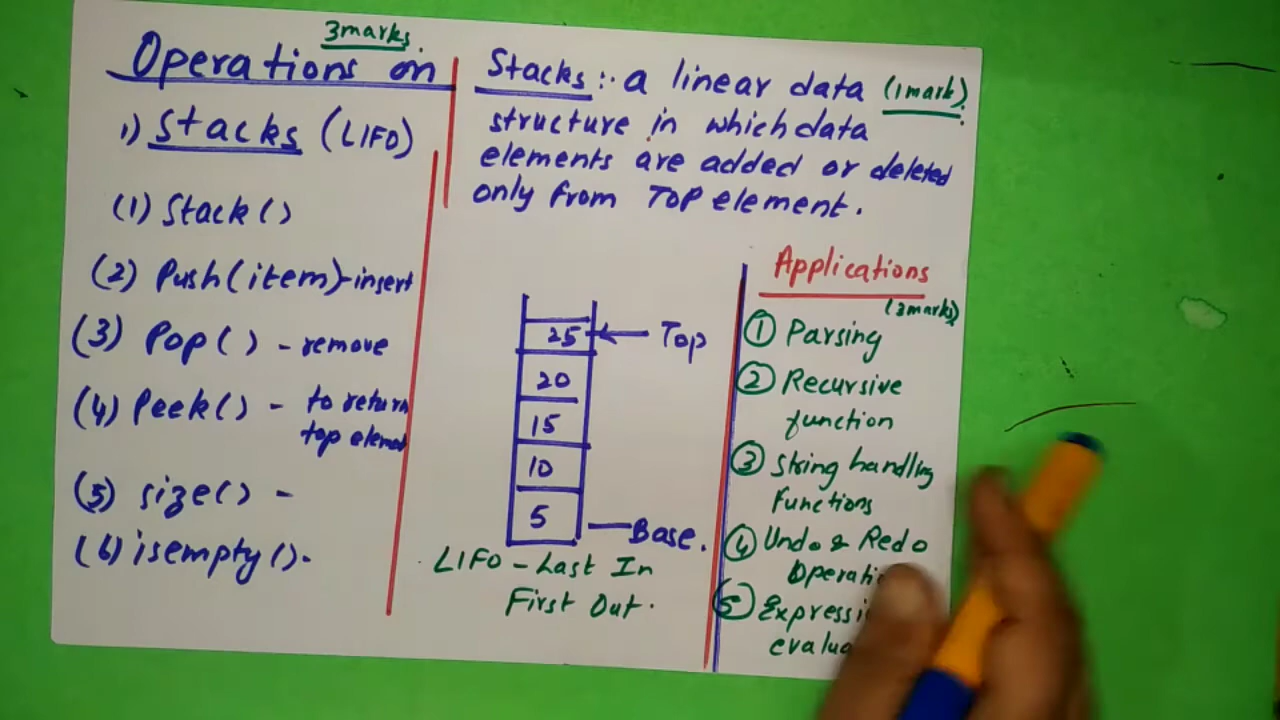 3marks.
Operations on
1) Stacks (LIFO)
(1) Stack()
(2) Push(item)-insert
(3) Pop() - remove
(4) Peek() - to return
top element
(5) size() -
(6) isempty()-
Stacks :- a linear data (1mark).
structure in which data
elements are added or deleted
only from TOP element.
25 ← Top
20
15
10
5 — Base.
LIFO - Last In
First Out.
Applications
① Parsing
② Recursive
function
③ String handling
Functions
④ Undo & Redo
⑤